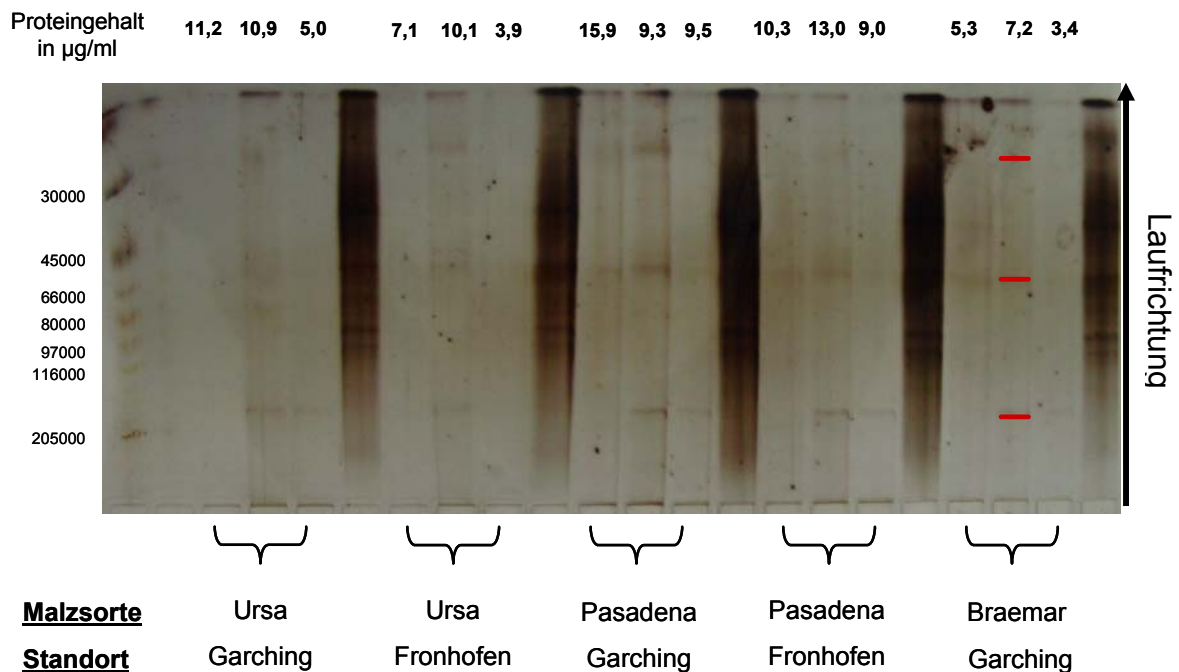 Proteingehalt
in µg/ml
11,2 10,9 5,0 7,1 10,1 3,9 15,9 9,3 9,5 10,3 13,0 9,0 5,3 7,2 3,4
30000
45000
66000
80000
97000
116000
205000
Laufrichtung
Malzsorte Ursa Ursa Pasadena Pasadena Braemar
Standort Garching Fronhofen Garching Fronhofen Garching